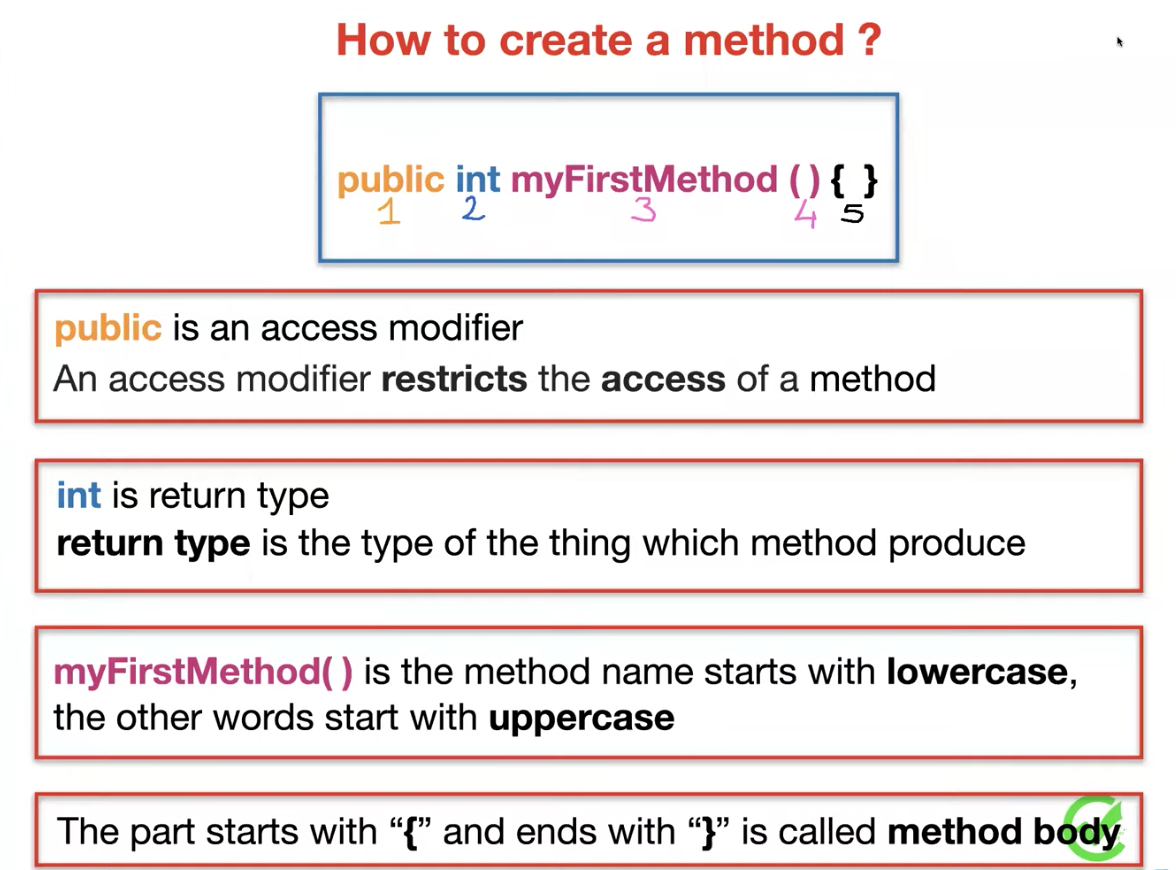 How to create a method ?
public int myFirstMethod ( ) { }
1 2 3 4 5
public is an access modifier
An access modifier restricts the access of a method
int is return type
return type is the type of the thing which method produce
myFirstMethod( ) is the method name starts with lowercase,
the other words start with uppercase
The part starts with “{” and ends with “}” is called method body